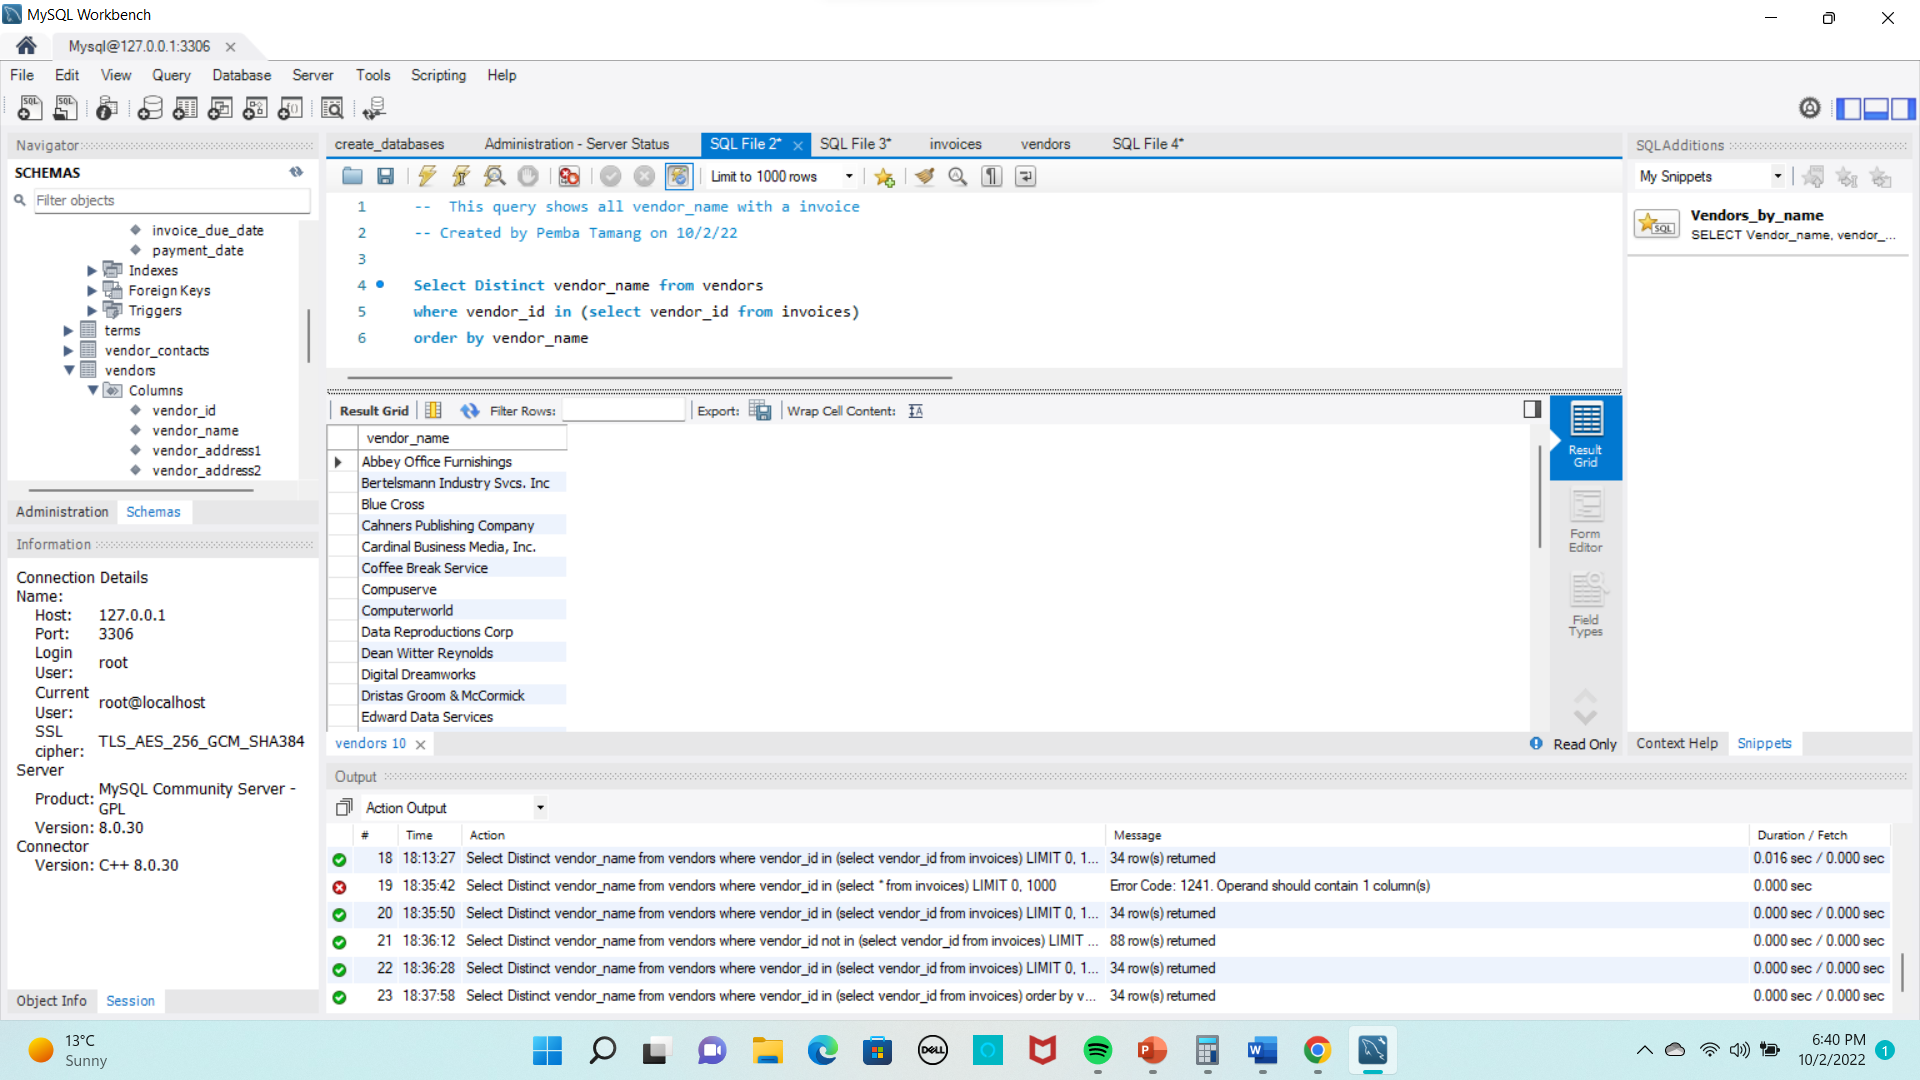 MySQL Workbench
Mysql@127.0.0.1:3306
File Edit View Query Database Server Tools Scripting Help
Navigator
SCHEMAS
Filter objects
invoice_due_date
payment_date
Indexes
Foreign Keys
Triggers
terms
vendor_contacts
vendors
Columns
vendor_id
vendor_name
vendor_address1
vendor_address2
Administration Schemas
Information
Connection Details
Name:
Host: 127.0.0.1
Port: 3306
Login User: root
Current User: root@localhost
SSL cipher: TLS_AES_256_GCM_SHA384
Server
Product: MySQL Community Server - GPL
Version: 8.0.30
Connector
Version: C++ 8.0.30
Object Info Session
create_databases Administration - Server Status SQL File 2* SQL File 3* invoices vendors SQL File 4*
Limit to 1000 rows
1 -- This query shows all vendor_name with a invoice
2 -- Created by Pemba Tamang on 10/2/22
3
4 Select Distinct vendor_name from vendors
5 where vendor_id in (select vendor_id from invoices)
6 order by vendor_name
Result Grid Filter Rows: Export: Wrap Cell Content:
vendor_name
Abbey Office Furnishings
Bertelsmann Industry Svcs. Inc
Blue Cross
Cahners Publishing Company
Cardinal Business Media, Inc.
Coffee Break Service
Compuserve
Computerworld
Data Reproductions Corp
Dean Witter Reynolds
Digital Dreamworks
Dristas Groom & McCormick
Edward Data Services
Result Grid
Form Editor
Field Types
vendors 10
Read Only
SQLAdditions
My Snippets
SQL
Vendors_by_name
SELECT Vendor_name, vendor_...
Context Help Snippets
Output
Action Output
# Time Action Message Duration / Fetch
18 18:13:27 Select Distinct vendor_name from vendors where vendor_id in (select vendor_id from invoices) LIMIT 0, 1... 34 row(s) returned 0.016 sec / 0.000 sec
19 18:35:42 Select Distinct vendor_name from vendors where vendor_id in (select * from invoices) LIMIT 0, 1000 Error Code: 1241. Operand should contain 1 column(s) 0.000 sec
20 18:35:50 Select Distinct vendor_name from vendors where vendor_id in (select vendor_id from invoices) LIMIT 0, 1... 34 row(s) returned 0.000 sec / 0.000 sec
21 18:36:12 Select Distinct vendor_name from vendors where vendor_id not in (select vendor_id from invoices) LIMIT ... 88 row(s) returned 0.000 sec / 0.000 sec
22 18:36:28 Select Distinct vendor_name from vendors where vendor_id in (select vendor_id from invoices) LIMIT 0, 1... 34 row(s) returned 0.000 sec / 0.000 sec
23 18:37:58 Select Distinct vendor_name from vendors where vendor_id in (select vendor_id from invoices) order by v... 34 row(s) returned 0.000 sec / 0.000 sec
13°C
Sunny
DELL
6:40 PM
10/2/2022
1